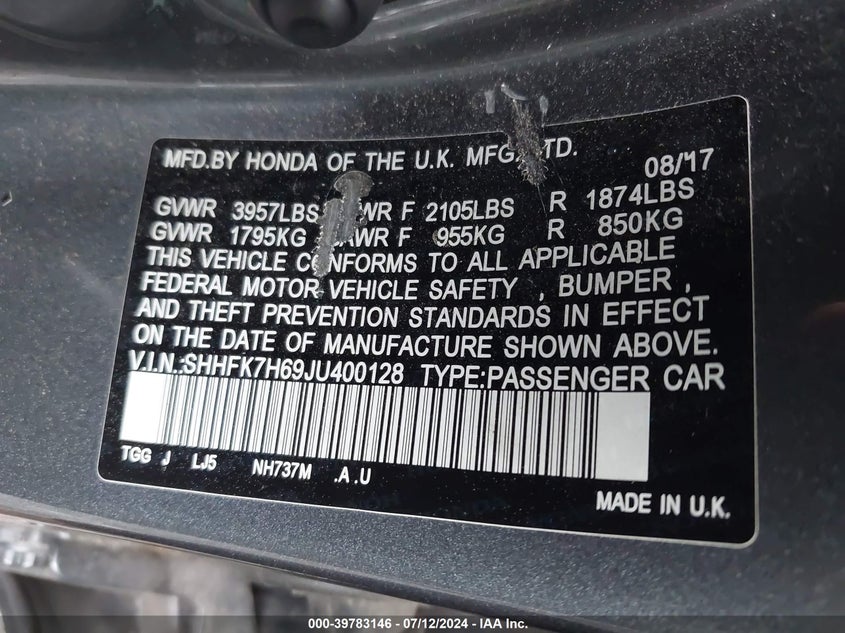 MFD.BY HONDA OF THE U.K. MFG. LTD. 08/17
GVWR 3957LBS GAWR F 2105LBS R 1874LBS
GVWR 1795KG GAWR F 955KG R 850KG
THIS VEHICLE CONFORMS TO ALL APPLICABLE
FEDERAL MOTOR VEHICLE SAFETY , BUMPER ,
AND THEFT PREVENTION STANDARDS IN EFFECT
ON THE DATE OF MANUFACTURE SHOWN ABOVE.
V.I.N.:SHHFK7H69JU400128 TYPE:PASSENGER CAR
TGG J LJ5 NH737M .A .U
MADE IN U.K.
000-39783146 - 07/12/2024 - IAA Inc.